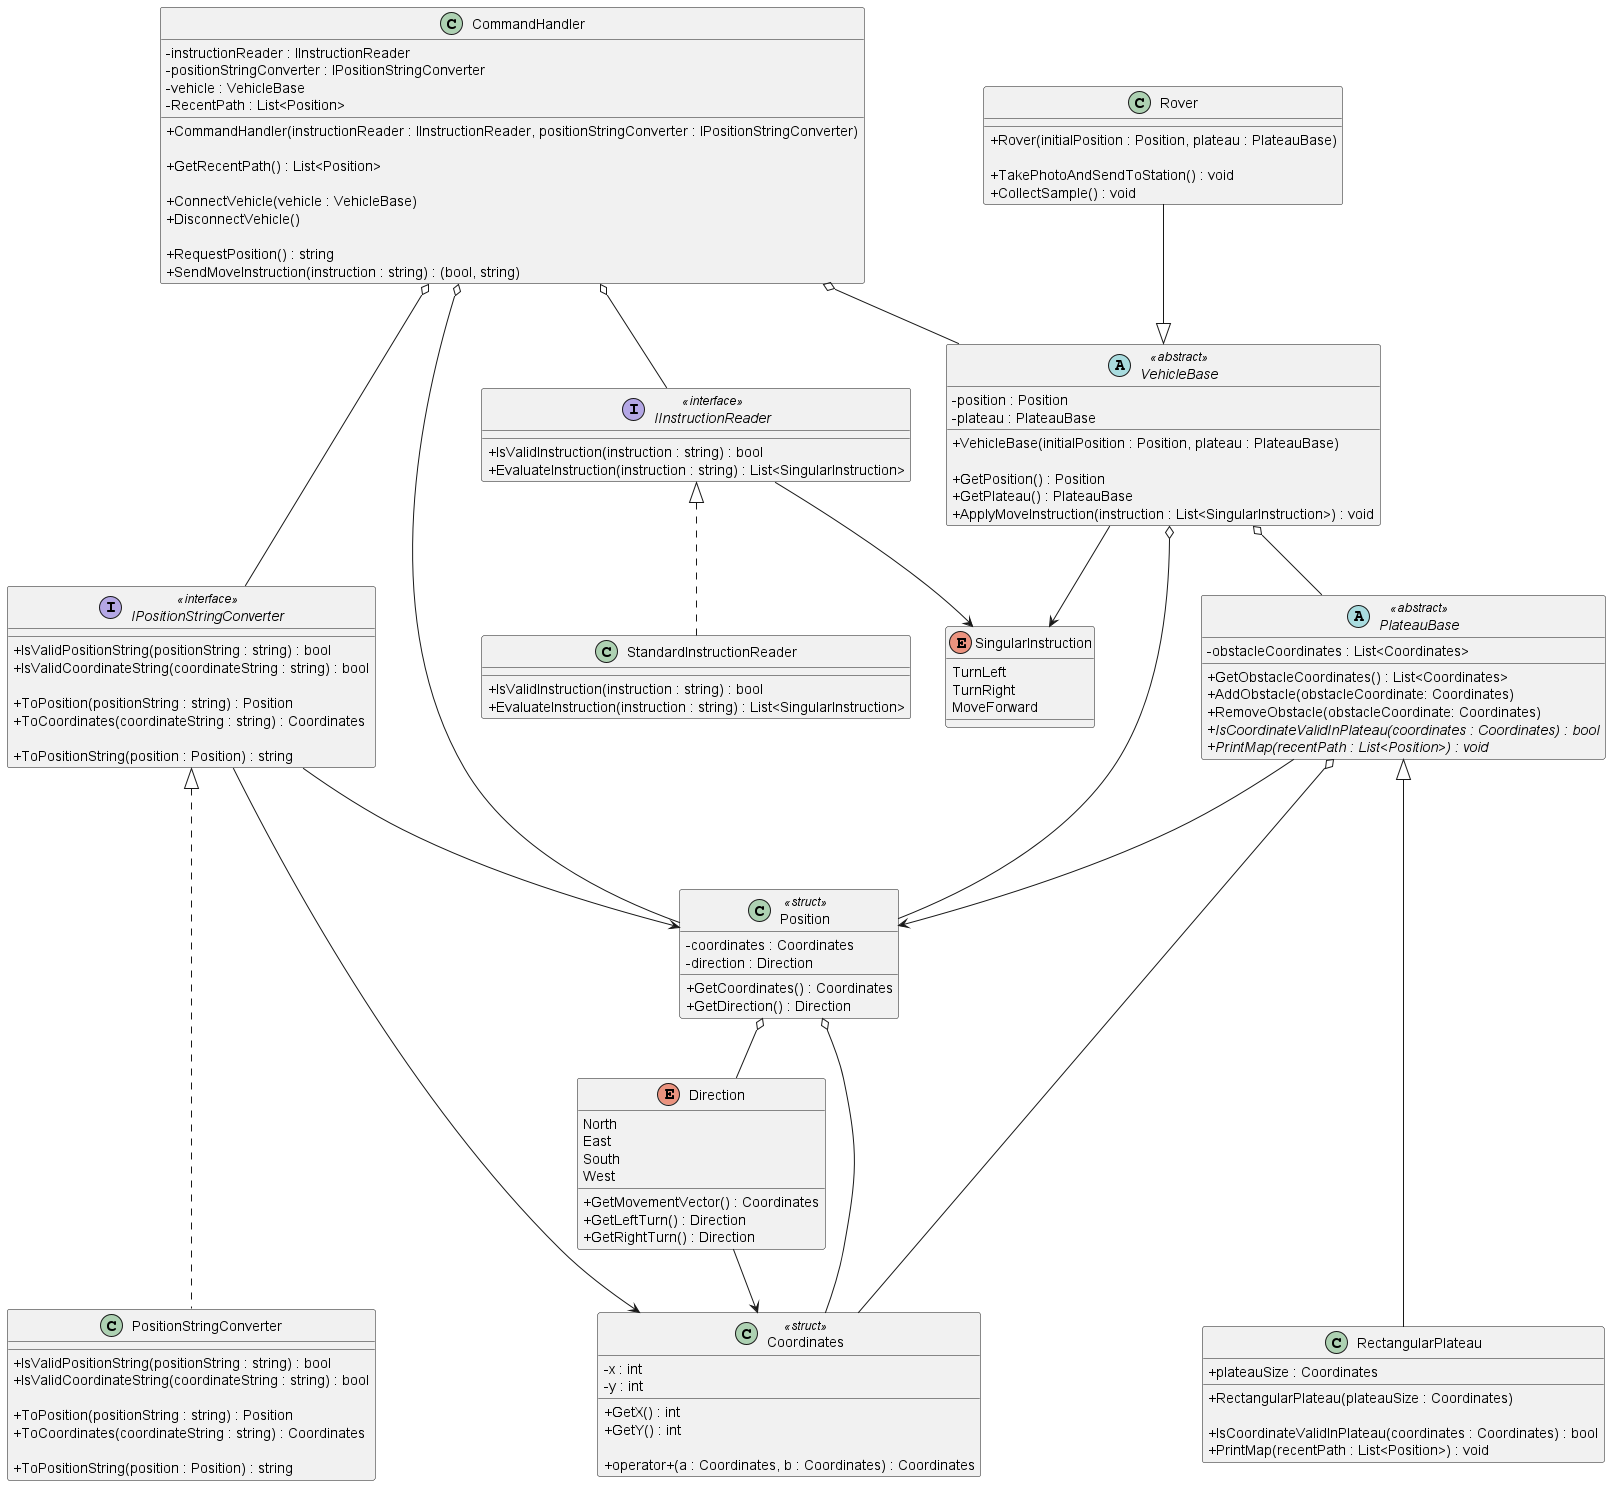 C CommandHandler
-instructionReader : IInstructionReader
-positionStringConverter : IPositionStringConverter
-vehicle : VehicleBase
-RecentPath : List<Position>
+CommandHandler(instructionReader : IInstructionReader, positionStringConverter : IPositionStringConverter)
+GetRecentPath() : List<Position>
+ConnectVehicle(vehicle : VehicleBase)
+DisconnectVehicle()
+RequestPosition() : string
+SendMoveInstruction(instruction : string) : (bool, string)
C Rover
+Rover(initialPosition : Position, plateau : PlateauBase)
+TakePhotoAndSendToStation() : void
+CollectSample() : void
A «abstract»
VehicleBase
-position : Position
-plateau : PlateauBase
+VehicleBase(initialPosition : Position, plateau : PlateauBase)
+GetPosition() : Position
+GetPlateau() : PlateauBase
+ApplyMoveInstruction(instruction : List<SingularInstruction>) : void
I «interface»
IInstructionReader
+IsValidInstruction(instruction : string) : bool
+EvaluateInstruction(instruction : string) : List<SingularInstruction>
I «interface»
IPositionStringConverter
+IsValidPositionString(positionString : string) : bool
+IsValidCoordinateString(coordinateString : string) : bool
+ToPosition(positionString : string) : Position
+ToCoordinates(coordinateString : string) : Coordinates
+ToPositionString(position : Position) : string
C StandardInstructionReader
+IsValidInstruction(instruction : string) : bool
+EvaluateInstruction(instruction : string) : List<SingularInstruction>
E SingularInstruction
TurnLeft
TurnRight
MoveForward
A «abstract»
PlateauBase
-obstacleCoordinates : List<Coordinates>
+GetObstacleCoordinates() : List<Coordinates>
+AddObstacle(obstacleCoordinate: Coordinates)
+RemoveObstacle(obstacleCoordinate: Coordinates)
+IsCoordinateValidInPlateau(coordinates : Coordinates) : bool
+PrintMap(recentPath : List<Position>) : void
C «struct»
Position
-coordinates : Coordinates
-direction : Direction
+GetCoordinates() : Coordinates
+GetDirection() : Direction
E Direction
North
East
South
West
+GetMovementVector() : Coordinates
+GetLeftTurn() : Direction
+GetRightTurn() : Direction
C PositionStringConverter
+IsValidPositionString(positionString : string) : bool
+IsValidCoordinateString(coordinateString : string) : bool
+ToPosition(positionString : string) : Position
+ToCoordinates(coordinateString : string) : Coordinates
+ToPositionString(position : Position) : string
C «struct»
Coordinates
-x : int
-y : int
+GetX() : int
+GetY() : int
+operator+(a : Coordinates, b : Coordinates) : Coordinates
C RectangularPlateau
+plateauSize : Coordinates
+RectangularPlateau(plateauSize : Coordinates)
+IsCoordinateValidInPlateau(coordinates : Coordinates) : bool
+PrintMap(recentPath : List<Position>) : void